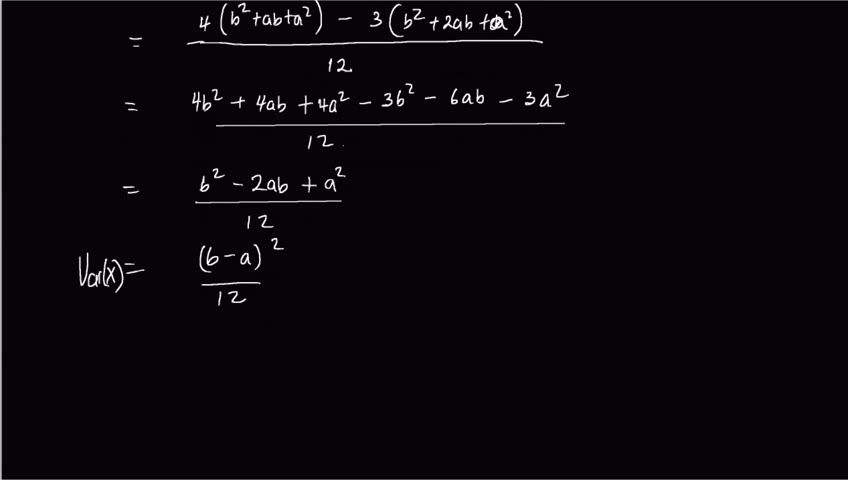 = 4(b²+ab+a²) − 3(b²+2ab+a²) / 12
= 4b² + 4ab + 4a² − 3b² − 6ab − 3a² / 12
= b² − 2ab + a² / 12
Var(x) = (b−a)² / 12